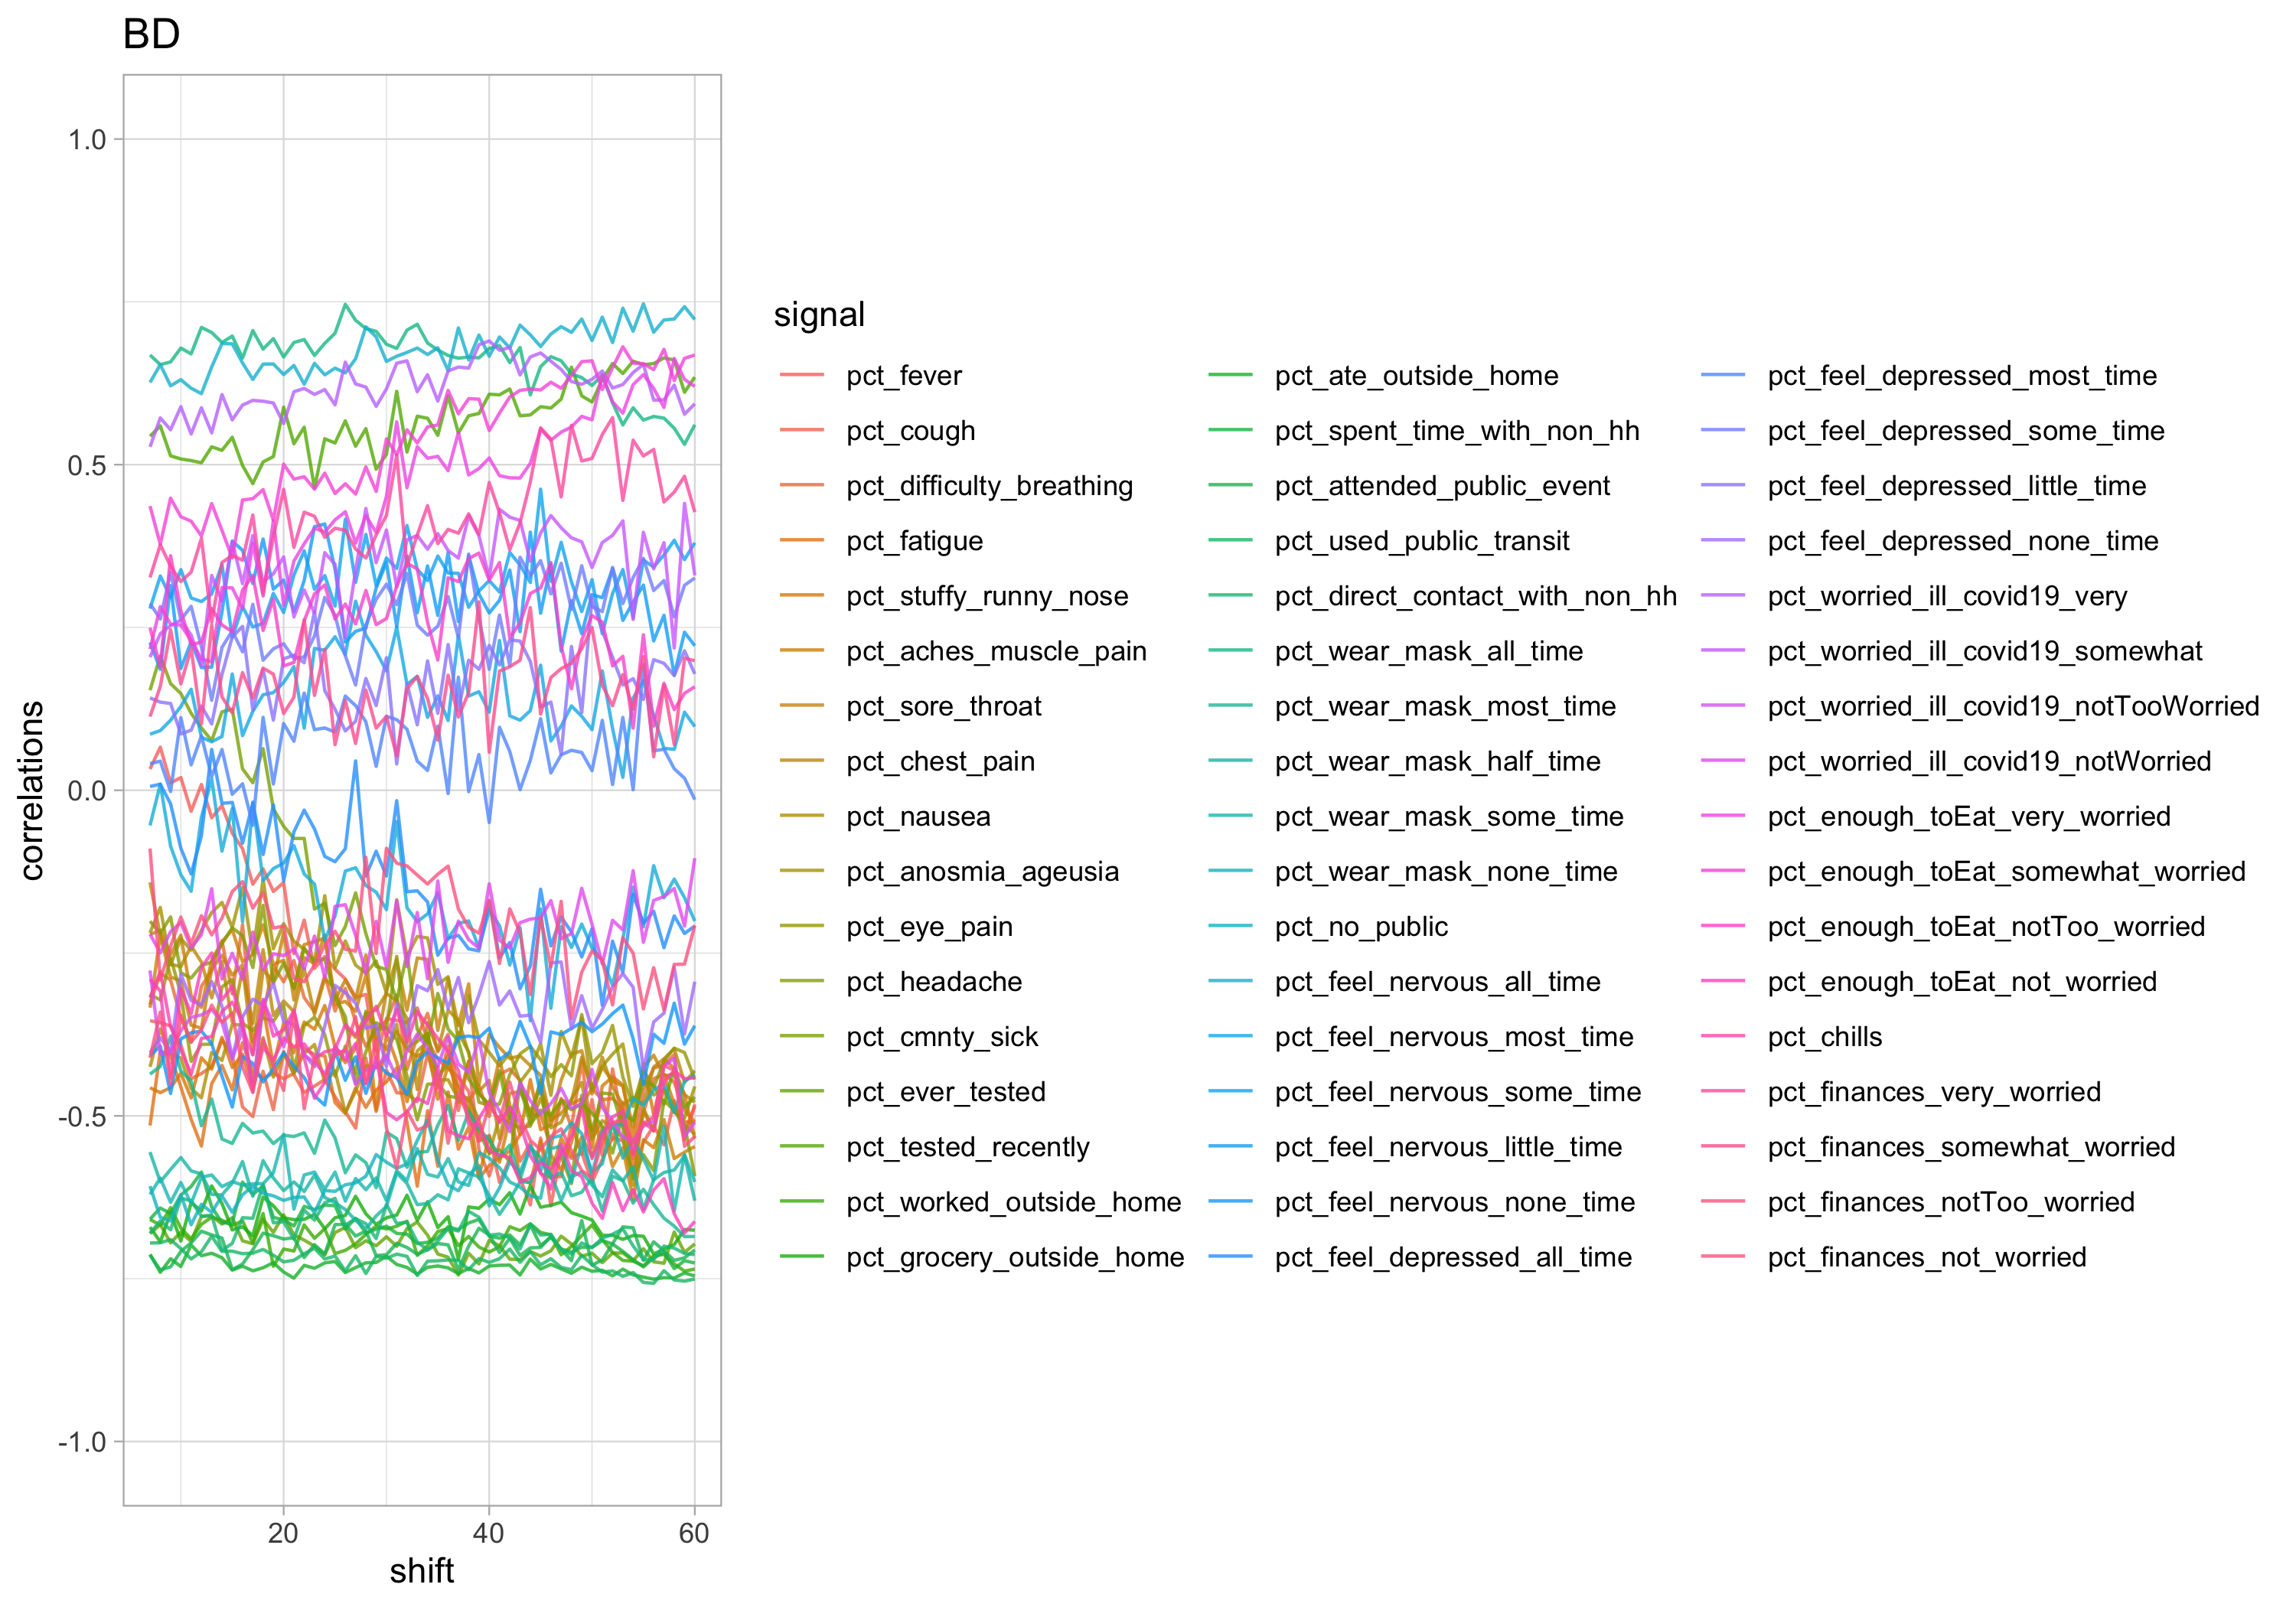 BD
1.0
0.5
0.0
-0.5
-1.0
correlations
20
40
60
shift
signal
pct_fever
pct_cough
pct_difficulty_breathing
pct_fatigue
pct_stuffy_runny_nose
pct_aches_muscle_pain
pct_sore_throat
pct_chest_pain
pct_nausea
pct_anosmia_ageusia
pct_eye_pain
pct_headache
pct_cmnty_sick
pct_ever_tested
pct_tested_recently
pct_worked_outside_home
pct_grocery_outside_home
pct_ate_outside_home
pct_spent_time_with_non_hh
pct_attended_public_event
pct_used_public_transit
pct_direct_contact_with_non_hh
pct_wear_mask_all_time
pct_wear_mask_most_time
pct_wear_mask_half_time
pct_wear_mask_some_time
pct_wear_mask_none_time
pct_no_public
pct_feel_nervous_all_time
pct_feel_nervous_most_time
pct_feel_nervous_some_time
pct_feel_nervous_little_time
pct_feel_nervous_none_time
pct_feel_depressed_all_time
pct_feel_depressed_most_time
pct_feel_depressed_some_time
pct_feel_depressed_little_time
pct_feel_depressed_none_time
pct_worried_ill_covid19_very
pct_worried_ill_covid19_somewhat
pct_worried_ill_covid19_notTooWorried
pct_worried_ill_covid19_notWorried
pct_enough_toEat_very_worried
pct_enough_toEat_somewhat_worried
pct_enough_toEat_notToo_worried
pct_enough_toEat_not_worried
pct_chills
pct_finances_very_worried
pct_finances_somewhat_worried
pct_finances_notToo_worried
pct_finances_not_worried